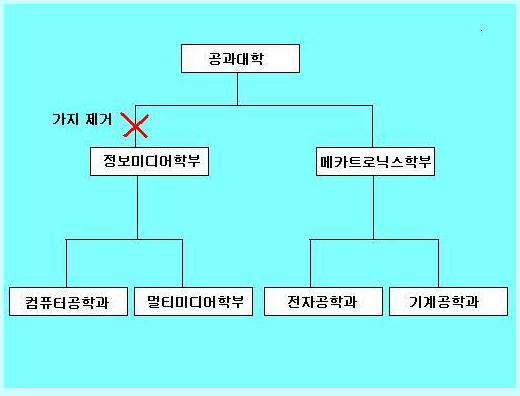 공과대학
가지 제거
정보미디어학부
메카트로닉스학부
컴퓨터공학과
멀티미디어학부
전자공학과
기계공학과